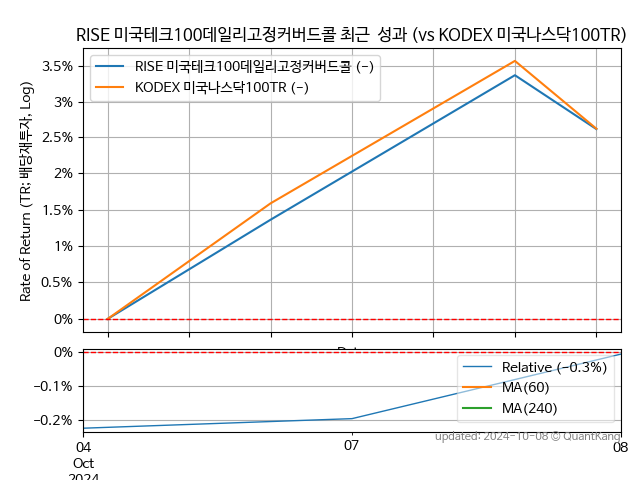 RISE 미국테크100데일리고정커버드콜 최근 성과 (vs KODEX 미국나스닥100TR)
Rate of Return (TR: 배당재투자, Log)
3.5%
3%
2.5%
2%
1.5%
1%
0.5%
0%
RISE 미국테크100데일리고정커버드콜 (-)
KODEX 미국나스닥100TR (-)
0%
-0.1%
-0.2%
Relative (-0.3%)
MA(60)
MA(240)
updated: 2024-10-08 © QuantKang
04
07
08
Oct
2024